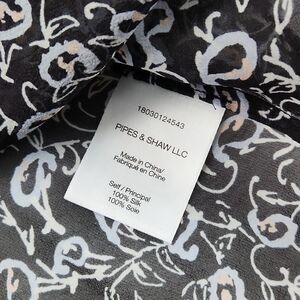 18030124543
PIPES & SHAW LLC
Made in China/
Fabriqué en Chine
Self / Principal
100% Silk
100% Soie